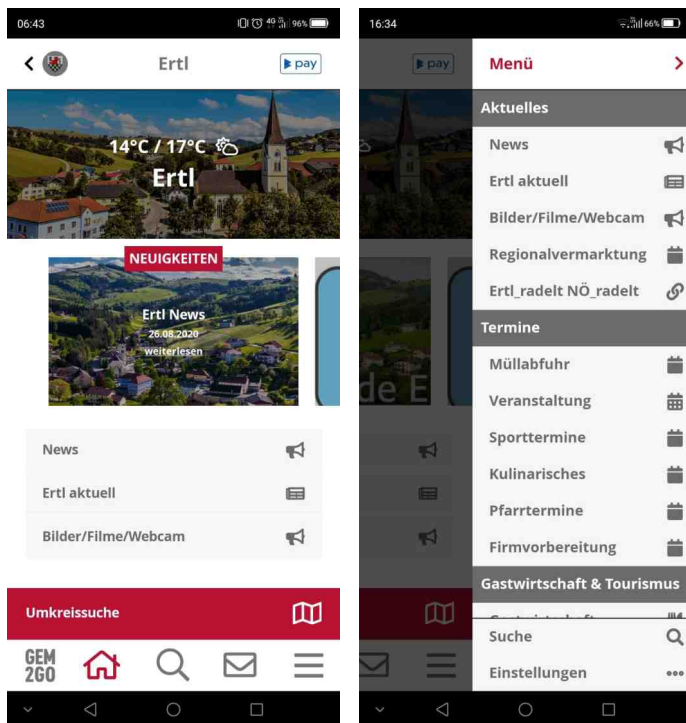 06:43
4G 96%
Ertl
pay
14°C / 17°C
Ertl
NEUIGKEITEN
Ertl News
26.08.2020
weiterlesen
News
Ertl aktuell
Bilder/Filme/Webcam
Umkreissuche
GEM
2GO
16:34
66%
pay
Menü
Aktuelles
News
Ertl aktuell
Bilder/Filme/Webcam
Regionalvermarktung
Ertl_radelt NÖ_radelt
Termine
Müllabfuhr
Veranstaltung
Sporttermine
Kulinarisches
Pfarrtermine
Firmvorbereitung
Gastwirtschaft & Tourismus
de E
Suche
Einstellungen